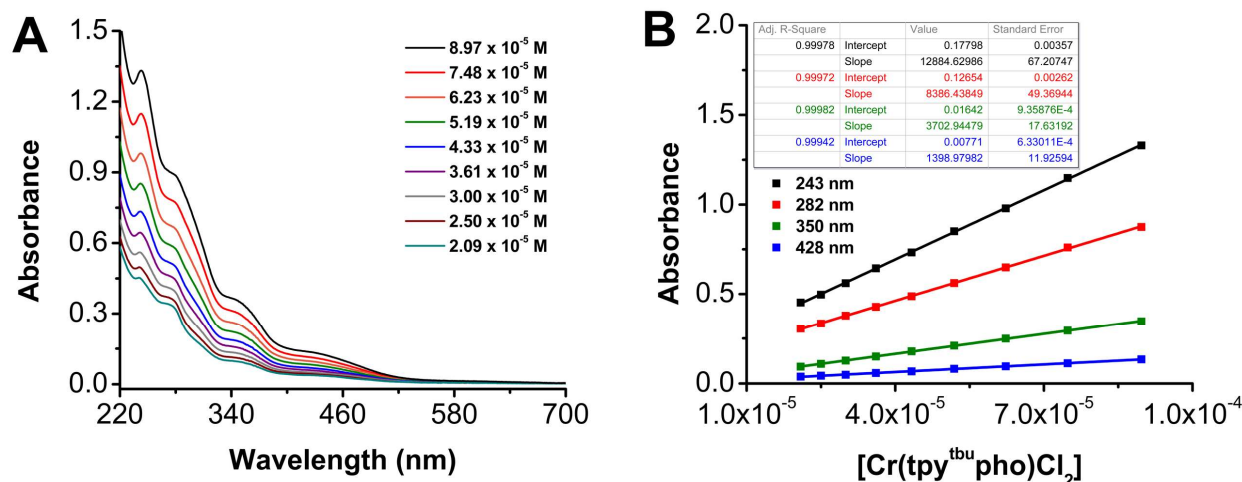 A
1.5
1.2
0.9
0.6
0.3
0.0
220
340
460
580
700
Absorbance
Wavelength (nm)
8.97 x 10⁻⁵ M
7.48 x 10⁻⁵ M
6.23 x 10⁻⁵ M
5.19 x 10⁻⁵ M
4.33 x 10⁻⁵ M
3.61 x 10⁻⁵ M
3.00 x 10⁻⁵ M
2.50 x 10⁻⁵ M
2.09 x 10⁻⁵ M
B
2.0
1.5
1.0
0.5
0.0
1.0x10⁻⁵
4.0x10⁻⁵
7.0x10⁻⁵
1.0x10⁻⁴
Absorbance
[Cr(tpyᵗᵇᵘpho)Cl₂]
Adj. R-Square Value Standard Error
0.99978 Intercept 0.17798 0.00357
Slope 12884.62986 67.20747
0.99972 Intercept 0.12654 0.00262
Slope 8386.43849 49.36944
0.99982 Intercept 0.01642 9.35876E-4
Slope 3702.94479 17.63192
0.99942 Intercept 0.00771 6.33011E-4
Slope 1398.97982 11.92594
243 nm
282 nm
350 nm
428 nm